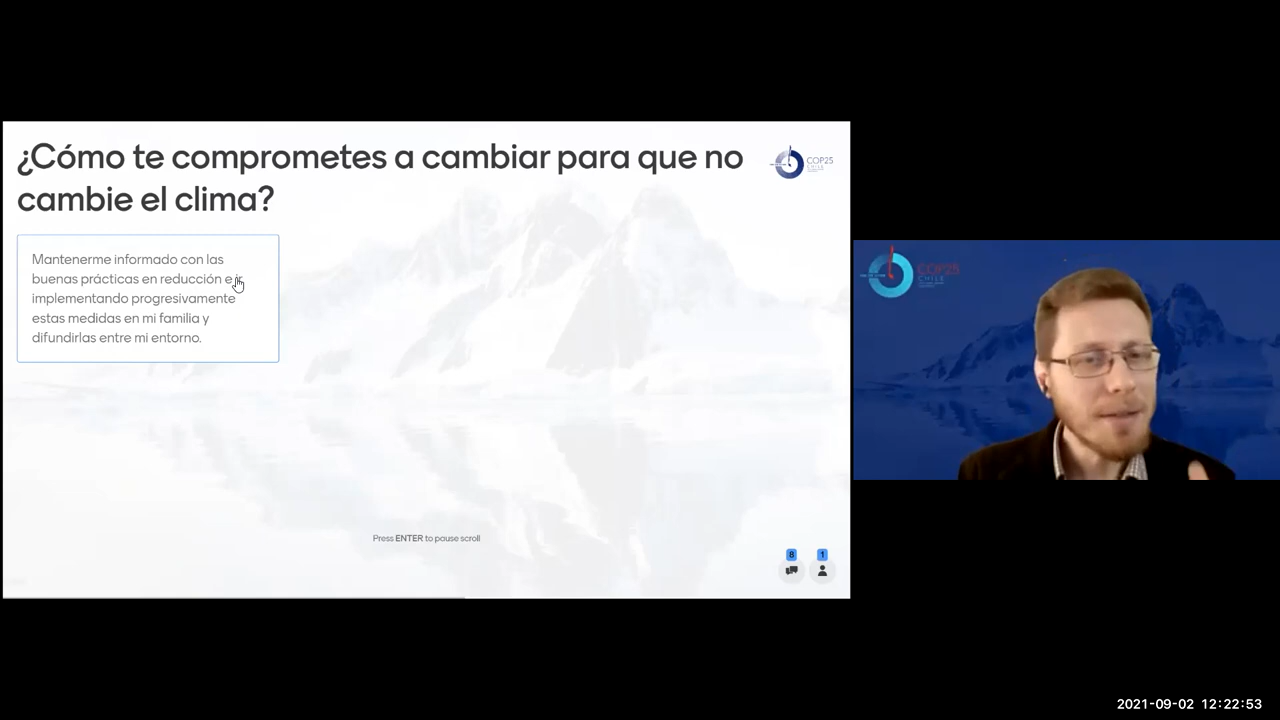 ¿Cómo te comprometes a cambiar para que no
cambie el clima?
COP25
CHILE
Mantenerme informado con las
buenas prácticas en reducción e ir
implementando progresivamente
estas medidas en mi familia y
difundirlas entre mi entorno.
Press ENTER to pause scroll
8
1
COP25
CHILE
2021-09-02 12:22:53